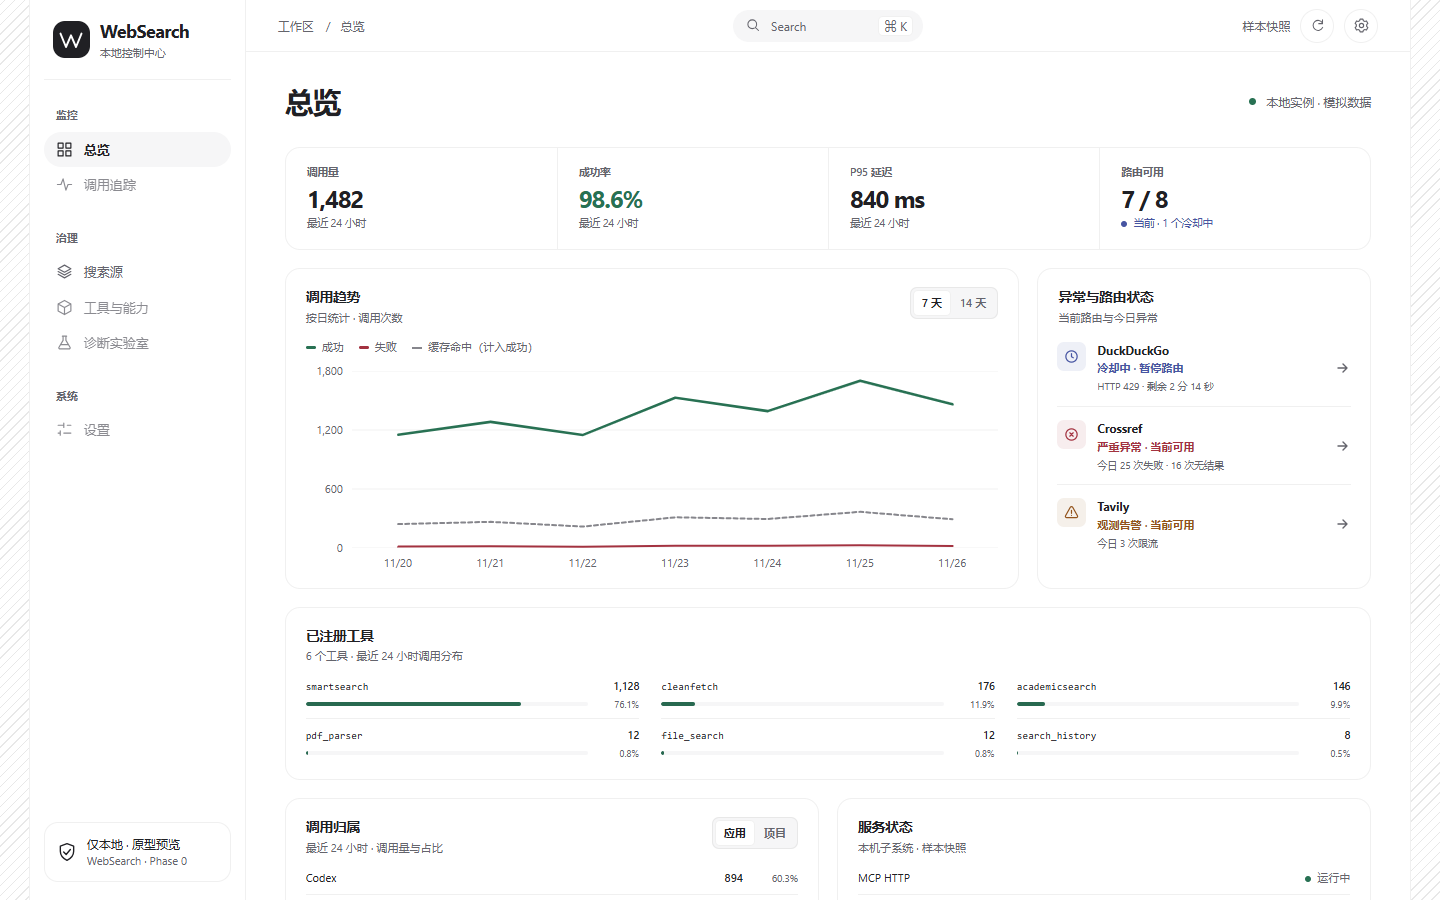 WebSearch
本地控制中心
监控
总览
调用追踪
治理
搜索源
工具与能力
诊断实验室
系统
设置
仅本地 · 原型预览
WebSearch · Phase 0
工作区 / 总览
Search ⌘ K
样本快照
总览
本地实例 · 模拟数据
调用量
1,482
最近 24 小时
成功率
98.6%
最近 24 小时
P95 延迟
840 ms
最近 24 小时
路由可用
7 / 8
当前 · 1 个冷却中
调用趋势
按日统计 · 调用次数
7 天 14 天
成功 失败 缓存命中（计入成功）
1,800
1,200
600
0
11/20 11/21 11/22 11/23 11/24 11/25 11/26
异常与路由状态
当前路由与今日异常
DuckDuckGo
冷却中 · 暂停路由
HTTP 429 · 剩余 2 分 14 秒
Crossref
严重异常 · 当前可用
今日 25 次失败 · 16 次无结果
Tavily
观测告警 · 当前可用
今日 3 次限流
已注册工具
6 个工具 · 最近 24 小时调用分布
smartsearch 1,128
76.1%
cleanfetch 176
11.9%
academicsearch 146
9.9%
pdf_parser 12
0.8%
file_search 12
0.8%
search_history 8
0.5%
调用归属
最近 24 小时 · 调用量与占比
应用 项目
Codex 894 60.3%
服务状态
本机子系统 · 样本快照
MCP HTTP 运行中